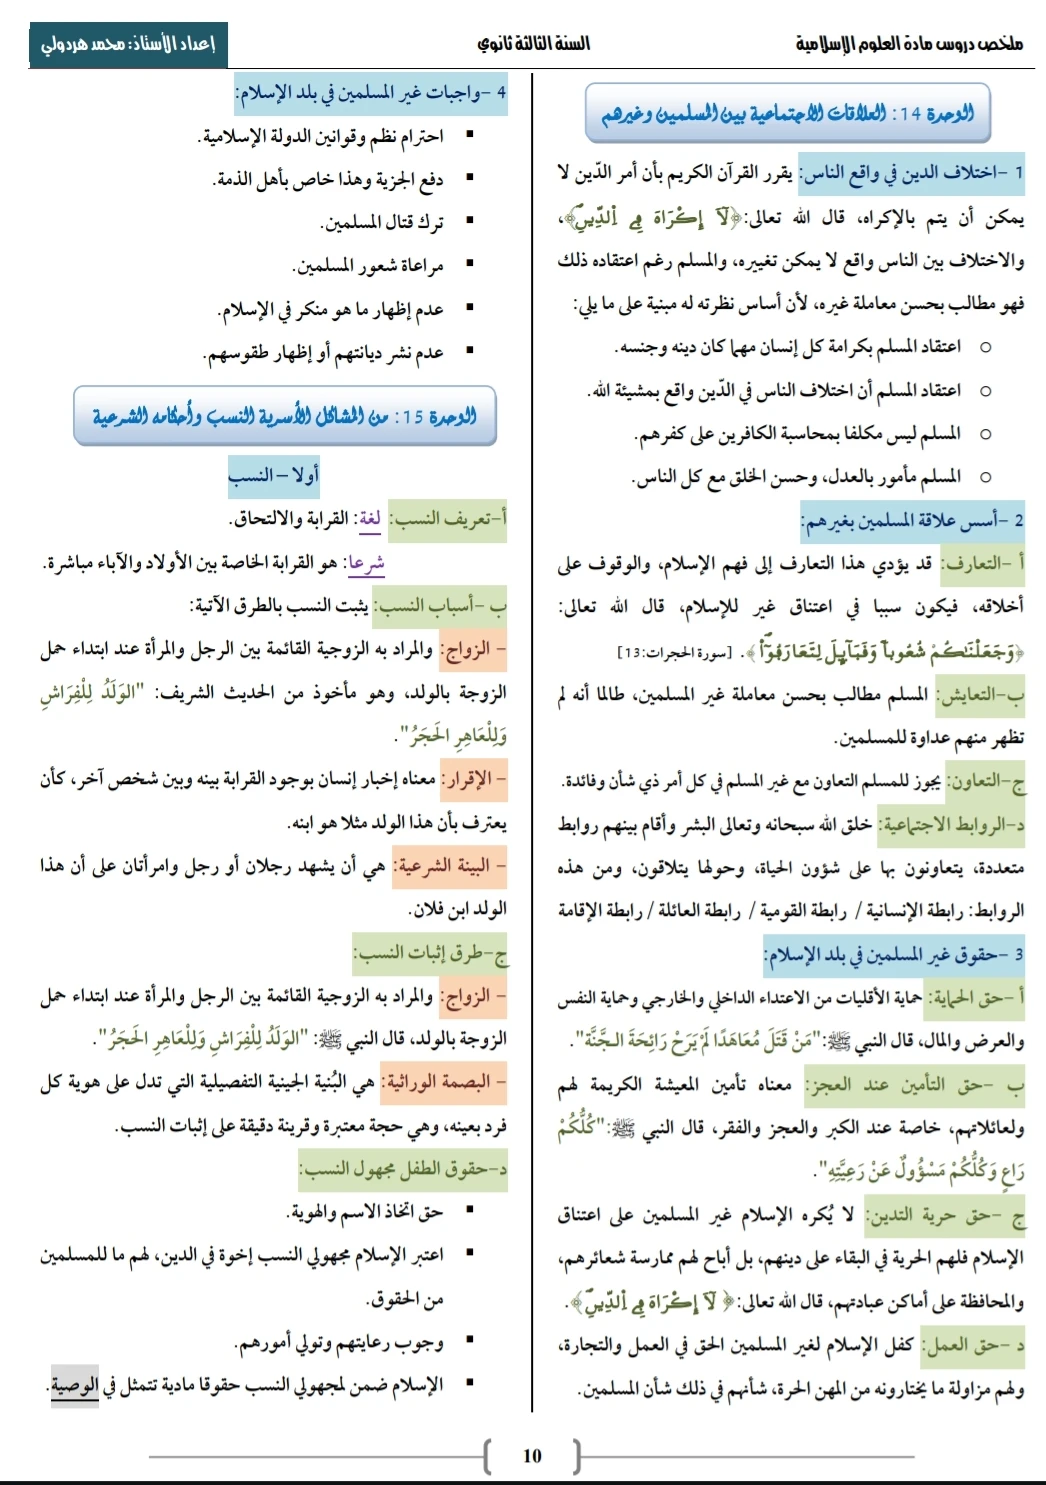 ملخص دروس مادة العلوم الإسلامية
السنة الثالثة ثانوي
إعداد الأستاذ: محمد هردولي
الوحدة 14: العلاقات الاجتماعية بين المسلمين وغيرهم
1 -اختلاف الدين في واقع الناس: يقرر القرآن الكريم بأن أمر الدّين لا
يمكن أن يتم بالإكراه، قال الله تعالى:﴿لَآ إِكْرَاهَ فِے اِ۬لدِّينِۖ﴾،
والاختلاف بين الناس واقع لا يمكن تغييره، والمسلم رغم اعتقاده ذلك
فهو مطالب بحسن معاملة غيره، لأن أساس نظرته له مبنية على ما يلي:
○ اعتقاد المسلم بكرامة كل إنسان مهما كان دينه وجنسه.
○ اعتقاد المسلم أن اختلاف الناس في الدّين واقع بمشيئة الله.
○ المسلم ليس مكلفا بمحاسبة الكافرين على كفرهم.
○ المسلم مأمور بالعدل، وحسن الخلق مع كل الناس.
2 -أسس علاقة المسلمين بغيرهم:
أ -التعارف: قد يؤدي هذا التعارف إلى فهم الإسلام، والوقوف على
أخلاقه، فيكون سببا في اعتناق غير للإسلام، قال الله تعالى:
﴿وَجَعَلْنَٰكُمْ شُعُوباٗ وَقَبَآئِلَ لِتَعَارَفُوٓاْۖ﴾. [سورة الحجرات:13]
ب-التعايش: المسلم مطالب بحسن معاملة غير المسلمين، طالما أنه لم
تظهر منهم عداوة للمسلمين.
ج-التعاون: يجوز للمسلم التعاون مع غير المسلم في كل أمر ذي شأن وفائدة.
د-الروابط الاجتماعية: خلق الله سبحانه وتعالى البشر وأقام بينهم روابط
متعددة، يتعاونون بها على شؤون الحياة، وحولها يتلاقون، ومن هذه
الروابط: رابطة الإنسانية / رابطة القومية / رابطة العائلة / رابطة الإقامة
3 -حقوق غير المسلمين في بلد الإسلام:
أ -حق الحماية: حماية الأقليات من الاعتداء الداخلي والخارجي وحماية النفس
والعرض والمال، قال النبي ﷺ:"مَنْ قَتَلَ مُعَاهَدًا لَمْ يَرَحْ رَائِحَةَ الـجَنَّة".
ب -حق التأمين عند العجز: معناه تأمين المعيشة الكريمة لهم
ولعائلاتهم، خاصة عند الكبر والعجز والفقر، قال النبي ﷺ:"كُلُّكُمْ
رَاعٍ وَكُلُّكُمْ مَسْؤُولٌ عَنْ رَعِيَّتِهِ".
ج -حق حرية التدين: لا يُكره الإسلام غير المسلمين على اعتناق
الإسلام فلهم الحرية في البقاء على دينهم، بل أباح لهم ممارسة شعائرهم،
والمحافظة على أماكن عبادتهم، قال الله تعالى:﴿ لَآ إِكْرَاهَ فِے اِ۬لدِّينِۖ﴾.
د -حق العمل: كفل الإسلام لغير المسلمين الحق في العمل والتجارة،
ولهم مزاولة ما يختارونه من المهن الحرة، شأنهم في ذلك شأن المسلمين.
4 -واجبات غير المسلمين في بلد الإسلام:
▪ احترام نظم وقوانين الدولة الإسلامية.
▪ دفع الجزية وهذا خاص بأهل الذمة.
▪ ترك قتال المسلمين.
▪ مراعاة شعور المسلمين.
▪ عدم إظهار ما هو منكر في الإسلام.
▪ عدم نشر ديانتهم أو إظهار طقوسهم.
الوحدة 15: من المشاكل الأسرية النسب وأحكامه الشرعية
أولا – النسب
أ-تعريف النسب: لغة: القرابة والالتحاق.
شرعا: هو القرابة الخاصة بين الأولاد والآباء مباشرة.
ب -أسباب النسب: يثبت النسب بالطرق الآتية:
- الزواج: والمراد به الزوجية القائمة بين الرجل والمرأة عند ابتداء حمل
الزوجة بالولد، وهو مأخوذ من الحديث الشريف: "الوَلَدُ لِلْفِرَاشِ
وَلِلْعَاهِرِ الحَجَرُ".
- الإقرار: معناه إخبار إنسان بوجود القرابة بينه وبين شخص آخر، كأن
يعترف بأن هذا الولد مثلا هو ابنه.
- البينة الشرعية: هي أن يشهد رجلان أو رجل وامرأتان على أن هذا
الولد ابن فلان.
ج-طرق إثبات النسب:
- الزواج: والمراد به الزوجية القائمة بين الرجل والمرأة عند ابتداء حمل
الزوجة بالولد، قال النبي ﷺ: "الوَلَدُ لِلْفِرَاشِ وَلِلْعَاهِرِ الحَجَرُ".
- البصمة الوراثية: هي البُنية الجينية التفصيلية التي تدل على هوية كل
فرد بعينه، وهي حجة معتبرة وقرينة دقيقة على إثبات النسب.
د-حقوق الطفل مجهول النسب:
▪ حق اتخاذ الاسم والهوية.
▪ اعتبر الإسلام مجهولي النسب إخوة في الدين، لهم ما للمسلمين
من الحقوق.
▪ وجوب رعايتهم وتولي أمورهم.
▪ الإسلام ضمن لمجهولي النسب حقوقا مادية تتمثل في الوصية.
10